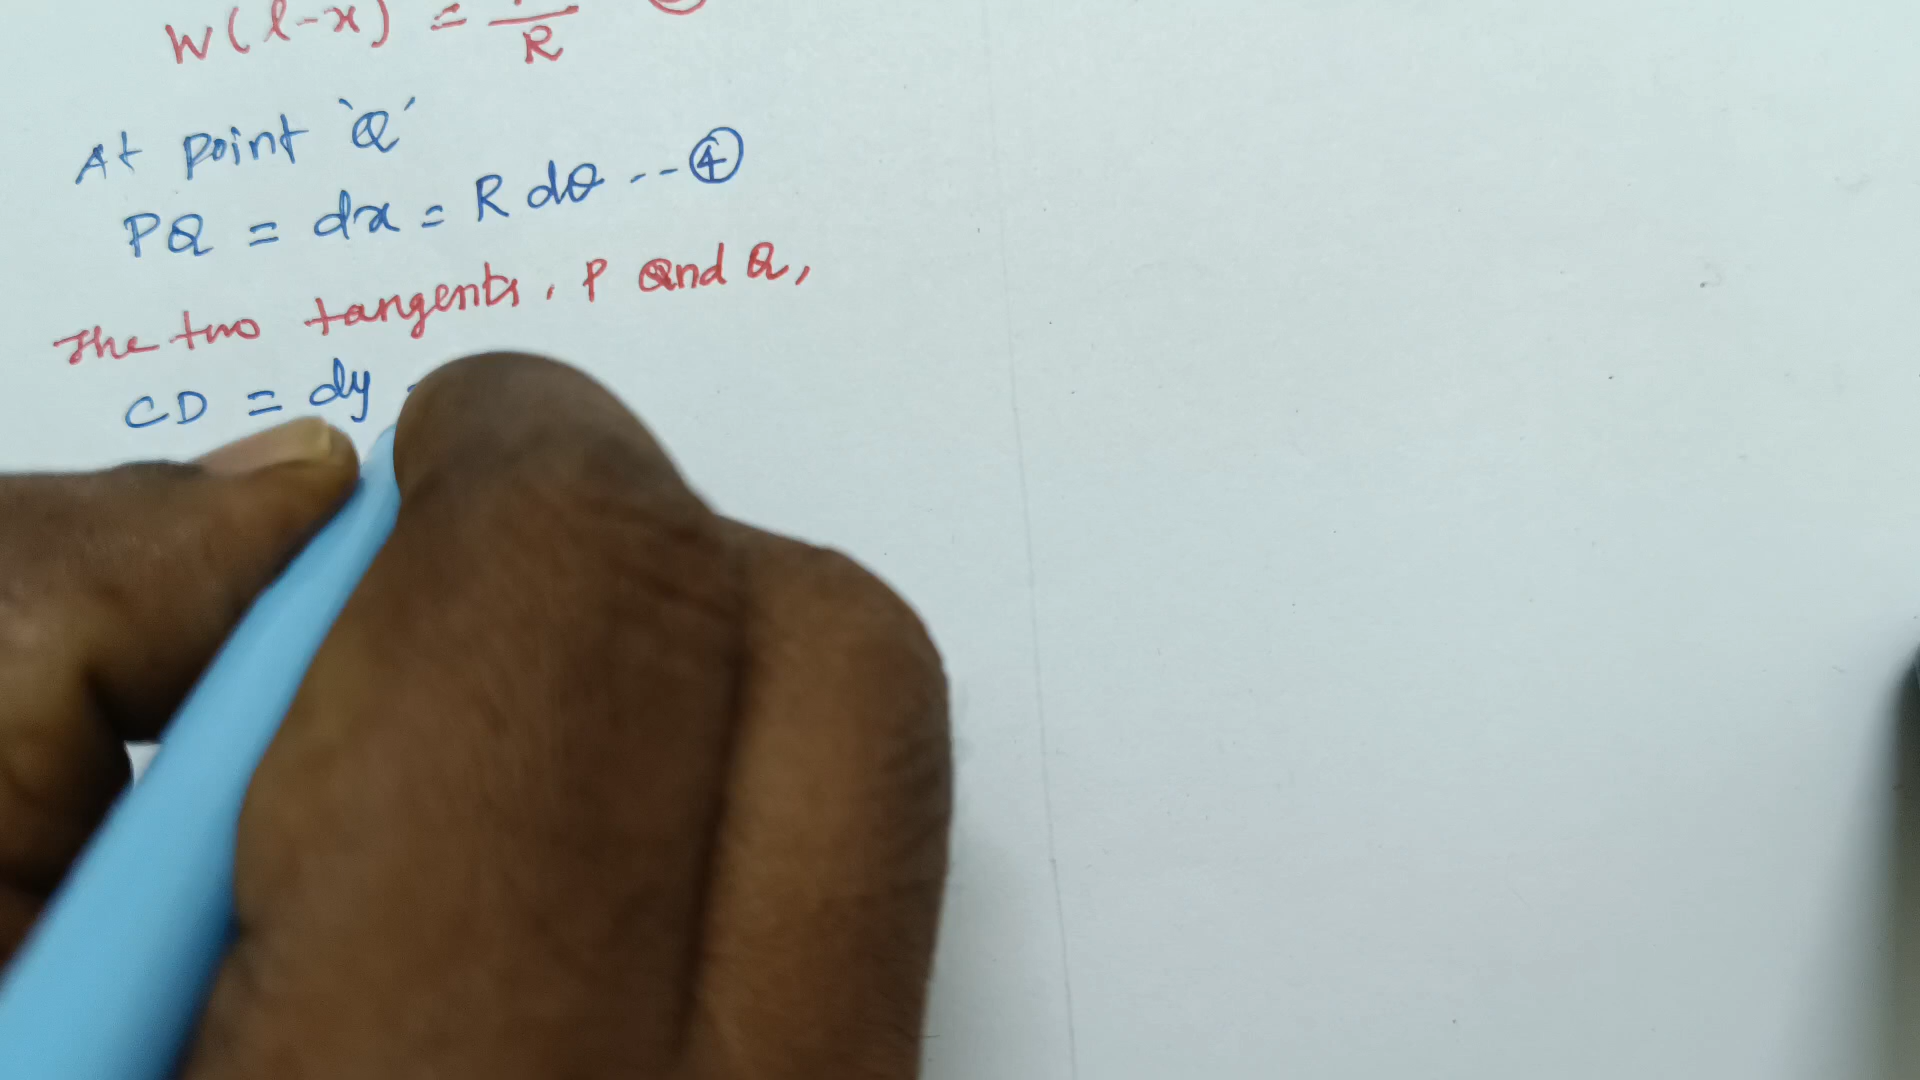 W(l-x) = /R
At point 'Q'
PQ = dx = R dθ -- ④
The two tangents, P and Q,
CD = dy